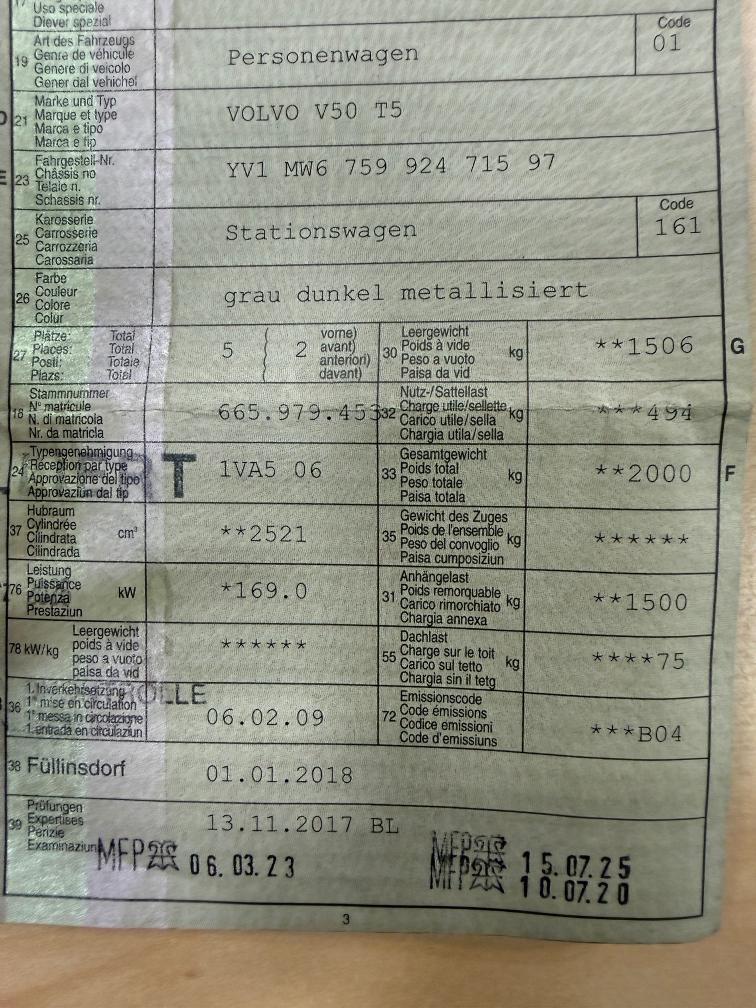 17 Uso speciale
Diever spezial
19 Art des Fahrzeugs
Genre de véhicule
Genere di veicolo
Gener dal vehichel
Personenwagen
Code
01
21 Marke und Typ
Marque et type
Marca e tipo
Marca e tip
VOLVO V50 T5
E 23 Fahrgestell-Nr.
Châssis no
Telaio n.
Schassis nr.
YV1 MW6 759 924 715 97
25 Karosserie
Carrosserie
Carrozzeria
Carossaria
Stationswagen
Code
161
26 Farbe
Couleur
Colore
Colur
grau dunkel metallisiert
27 Plätze: Total
Places: Total
Posti: Totale
Plazs: Total
5 ( 2 vorne)
avant)
anteriori)
davant)
30 Leergewicht
Poids à vide
Peso a vuoto
Paisa da vid
kg
**1506 G
18 Stammnummer
N° matricule
N. di matricola
Nr. da matricla
665.979.453
32 Nutz-/Sattellast
Charge utile/sellette
Carico utile/sella
Chargia utila/sella
kg
***494
24 Typengenehmigung
Réception par type
Approvazione del tipo
Approvaziun dal tip
1VA5 06
33 Gesamtgewicht
Poids total
Peso totale
Paisa totala
kg
**2000 F
37 Hubraum
Cylindrée
Cilindrata
Cilindrada
cm³
**2521
35 Gewicht des Zuges
Poids de l'ensemble
Peso del convoglio
Paisa cumposiziun
kg
******
76 Leistung
Puissance
Potenza
Prestaziun
kW
*169.0
31 Anhängelast
Poids remorquable
Carico rimorchiato
Chargia annexa
kg
**1500
78 kW/kg Leergewicht
poids à vide
peso a vuoto
paisa da vid
******
55 Dachlast
Charge sur le toit
Carico sul tetto
Chargia sin il tetg
kg
****75
36 1. Inverkehrsetzung
1re mise en circulation
1a messa in circolazione
1. entrada en circulaziun
06.02.09
72 Emissionscode
Code émissions
Codice emissioni
Code d'emissiuns
***B04
38 Füllinsdorf
01.01.2018
39 Prüfungen
Expertises
Perizie
Examinaziun
13.11.2017 BL
MFP 06.03.23
MFP 15.07.25
MFP 10.07.20
3